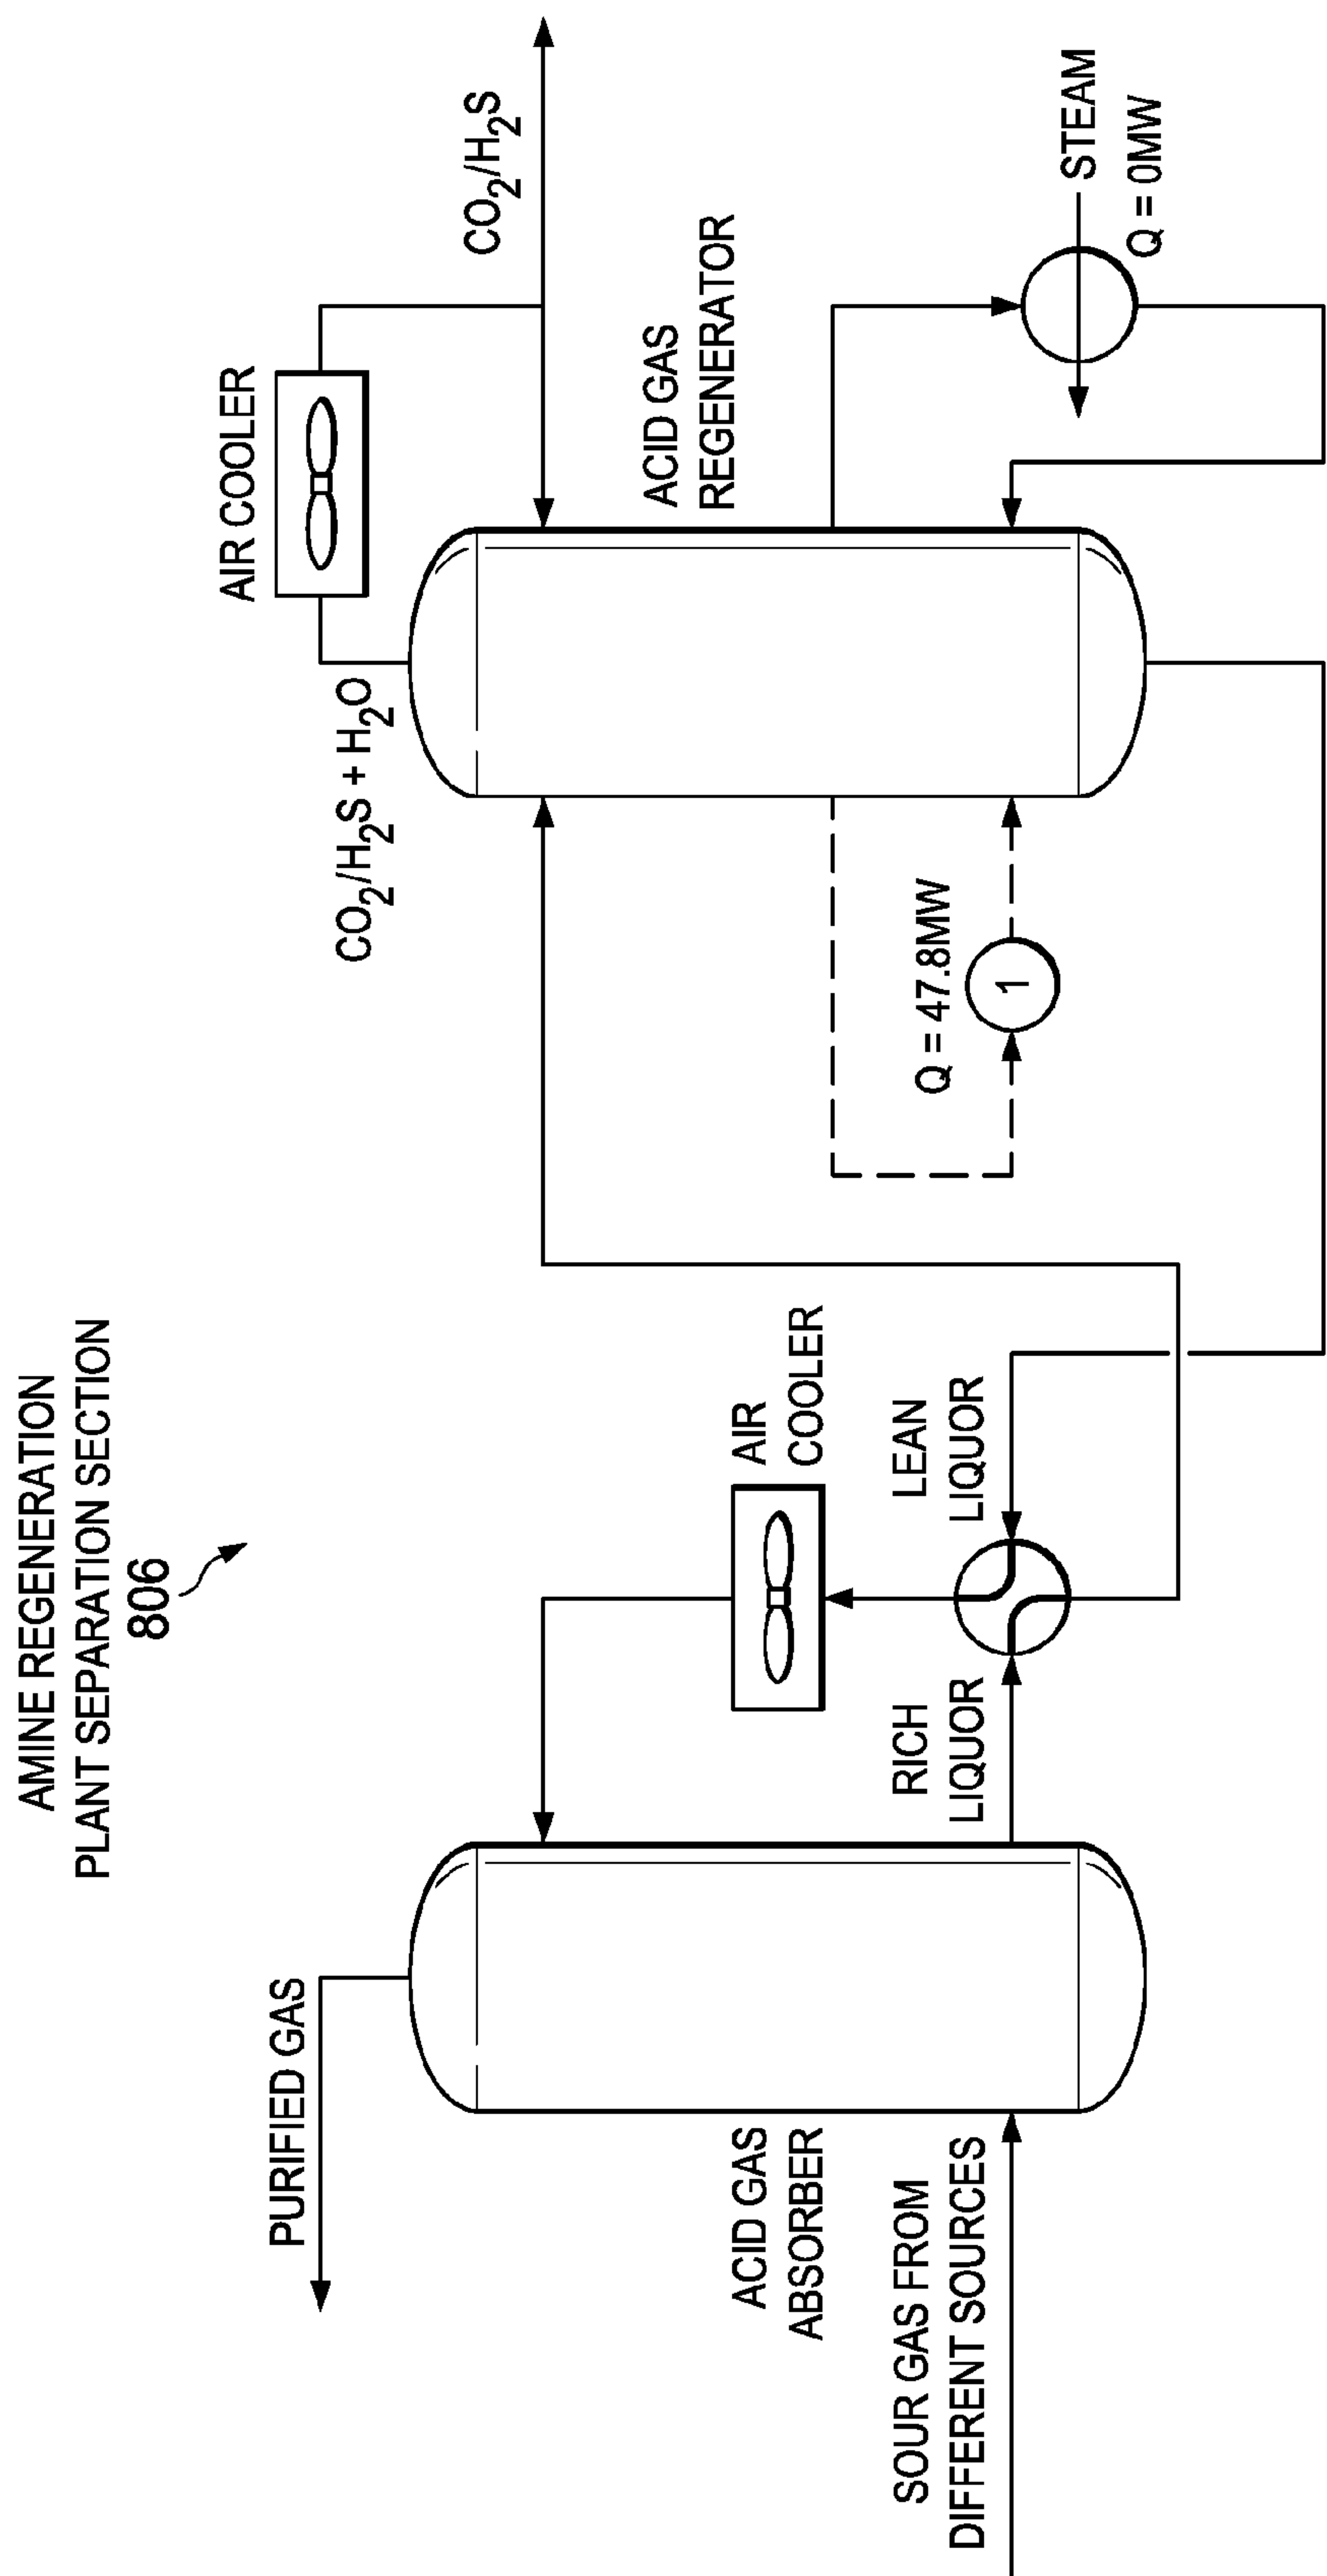 AMINE REGENERATION
PLANT SEPARATION SECTION
806
PURIFIED GAS
ACID GAS
ABSORBER
SOUR GAS FROM
DIFFERENT SOURCES
RICH
LIQUOR
LEAN
LIQUOR
AIR
COOLER
CO2/H2S + H2O
AIR COOLER
CO2/H2S
ACID GAS
REGENERATOR
Q = 47.8MW
1
STEAM
Q = 0MW